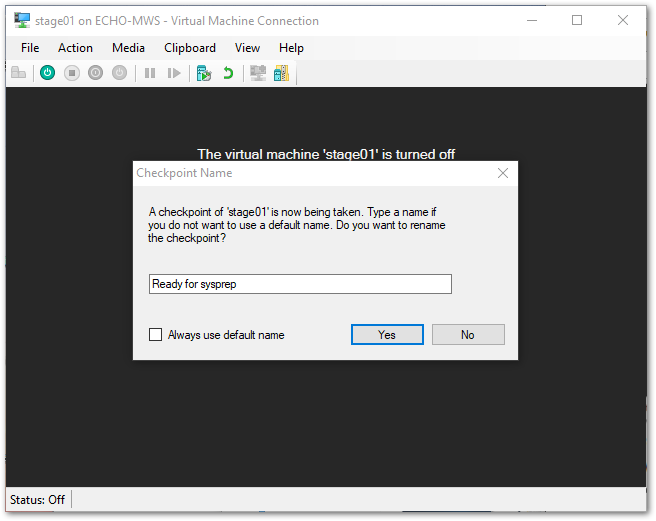 stage01 on ECHO-MWS - Virtual Machine Connection
File Action Media Clipboard View Help
The virtual machine 'stage01' is turned off
Checkpoint Name
A checkpoint of 'stage01' is now being taken. Type a name if
you do not want to use a default name. Do you want to rename
the checkpoint?
Ready for sysprep
Always use default name Yes No
Status: Off